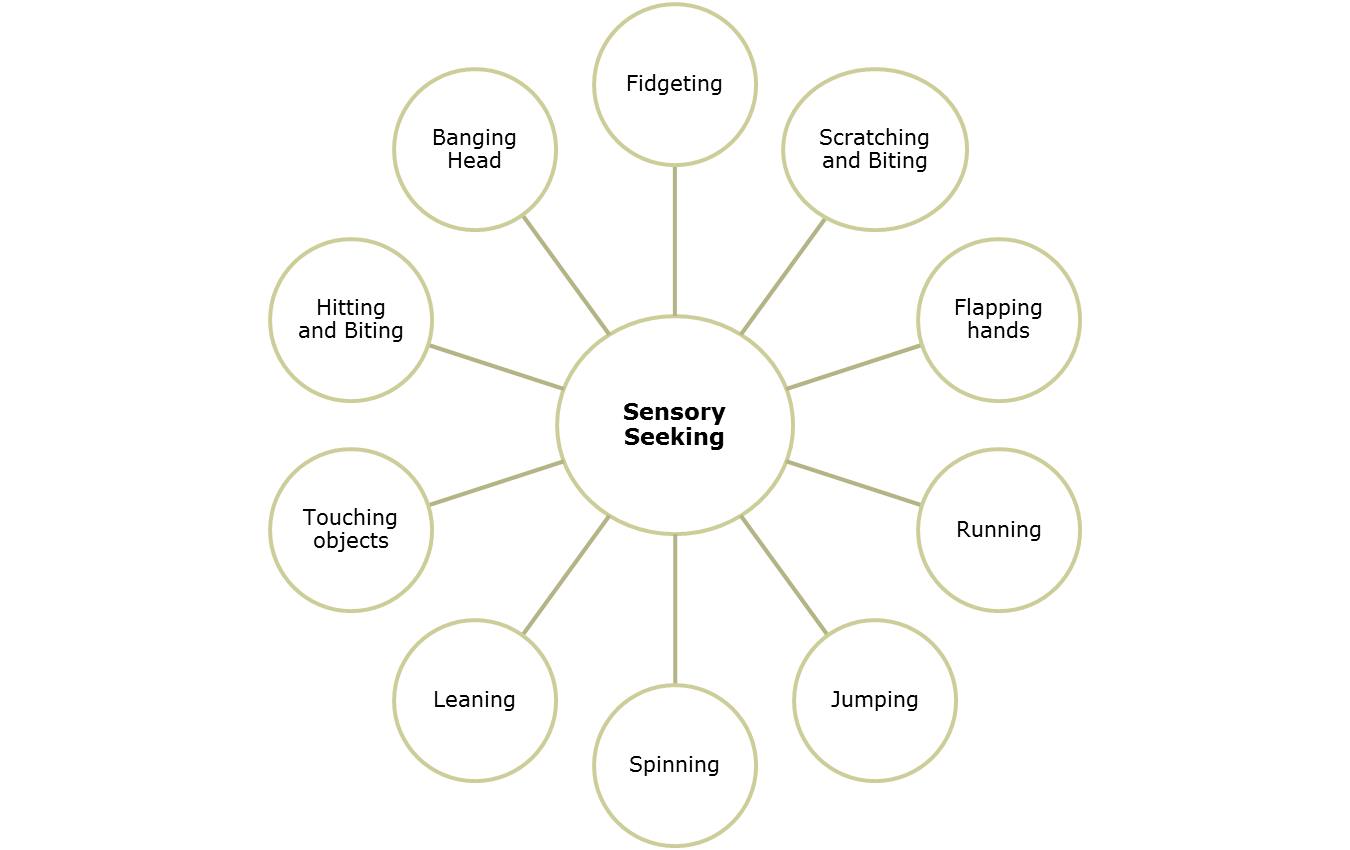 Fidgeting
Scratching
and Biting
Flapping
hands
Running
Jumping
Spinning
Leaning
Touching
objects
Hitting
and Biting
Banging
Head
Sensory
Seeking